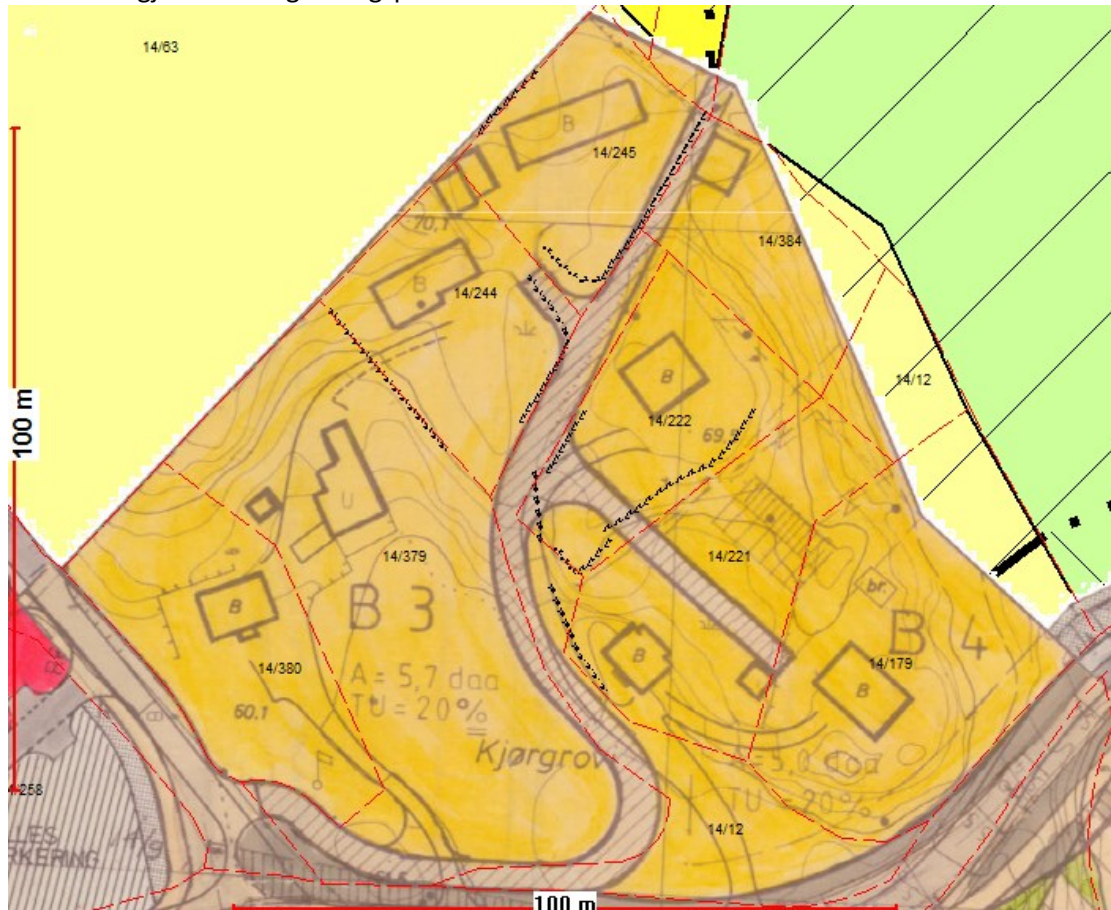 14/63
B
14/245
70,1
14/384
B
14/244
100 m
14/12
B
14/222
69,
U
14/379
14/221
B 3
br.
B 4
B
B
14/380
14/179
B
A = 5,7 daa
TU = 20%
60.1
Kjørgrov
5,0 daa
TU = 20%
258
14/12
LES
RKERING
100 m